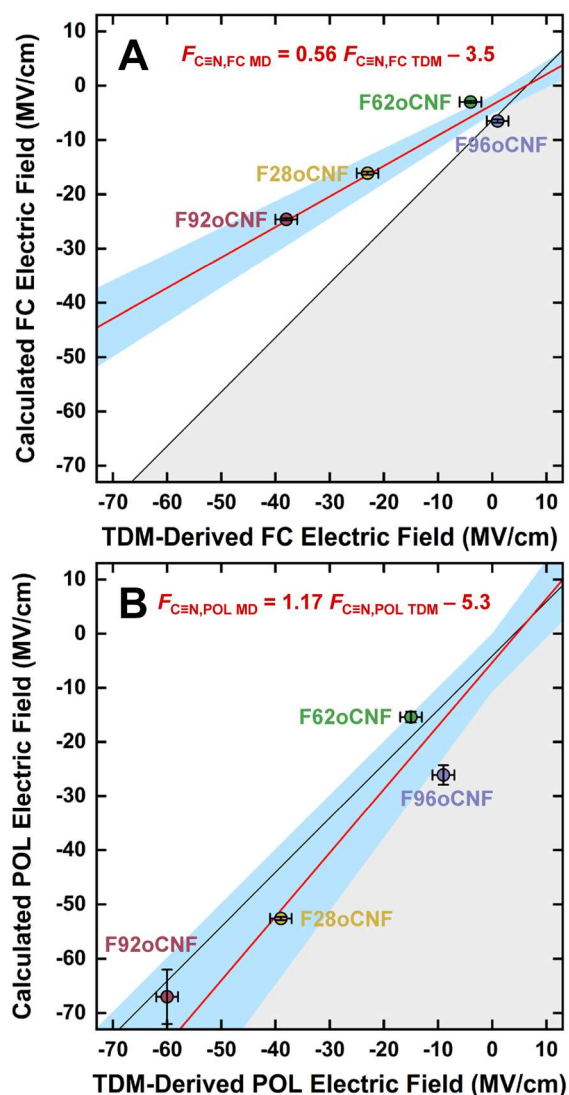 A
F C≡N,FC MD = 0.56 F C≡N,FC TDM – 3.5
F62oCNF
F96oCNF
F28oCNF
F92oCNF
10
0
-10
-20
-30
-40
-50
-60
-70
Calculated FC Electric Field (MV/cm)
-70 -60 -50 -40 -30 -20 -10 0 10
TDM-Derived FC Electric Field (MV/cm)
B
F C≡N,POL MD = 1.17 F C≡N,POL TDM – 5.3
F62oCNF
F96oCNF
F28oCNF
F92oCNF
10
0
-10
-20
-30
-40
-50
-60
-70
Calculated POL Electric Field (MV/cm)
-70 -60 -50 -40 -30 -20 -10 0 10
TDM-Derived POL Electric Field (MV/cm)